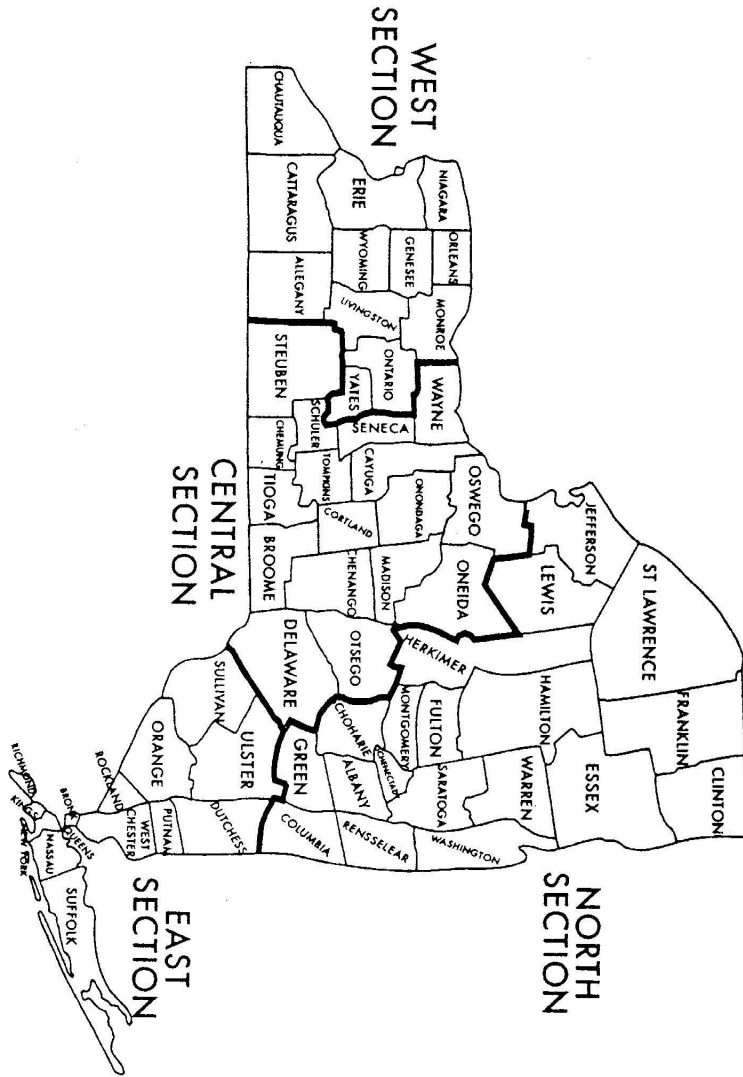 WEST
SECTION
CHAUTAUQUA
CATTARAGUS
ERIE
NIAGARA
ORLEANS
GENESEE
WYOMING
ALLEGANY
LIVINGSTON
MONROE
ONTARIO
YATES
WAYNE
STEUBEN
SCHULER
SENECA
CHEMUNG
TOMPKINS
CAYUGA
ONONDAGA
OSWEGO
TIOGA
CORTLAND
BROOME
CHENANGO
MADISON
ONEIDA
CENTRAL
SECTION
JEFFERSON
LEWIS
ST LAWRENCE
HERKIMER
OTSEGO
DELAWARE
FRANKLIN
CLINTON
HAMILTON
ESSEX
FULTON
MONTGOMERY
WARREN
SARATOGA
CHOHARIE
ALBANY
GREEN
WASHINGTON
RENSSELEAR
COLUMBIA
NORTH
SECTION
SULLIVAN
ULSTER
ORANGE
DUTCHESS
PUTNAM
ROCKLAND
WEST
CHESTER
BRONX
RICHMOND
KINGS
NEW YORK
QUEENS
NASSAU
SUFFOLK
EAST
SECTION